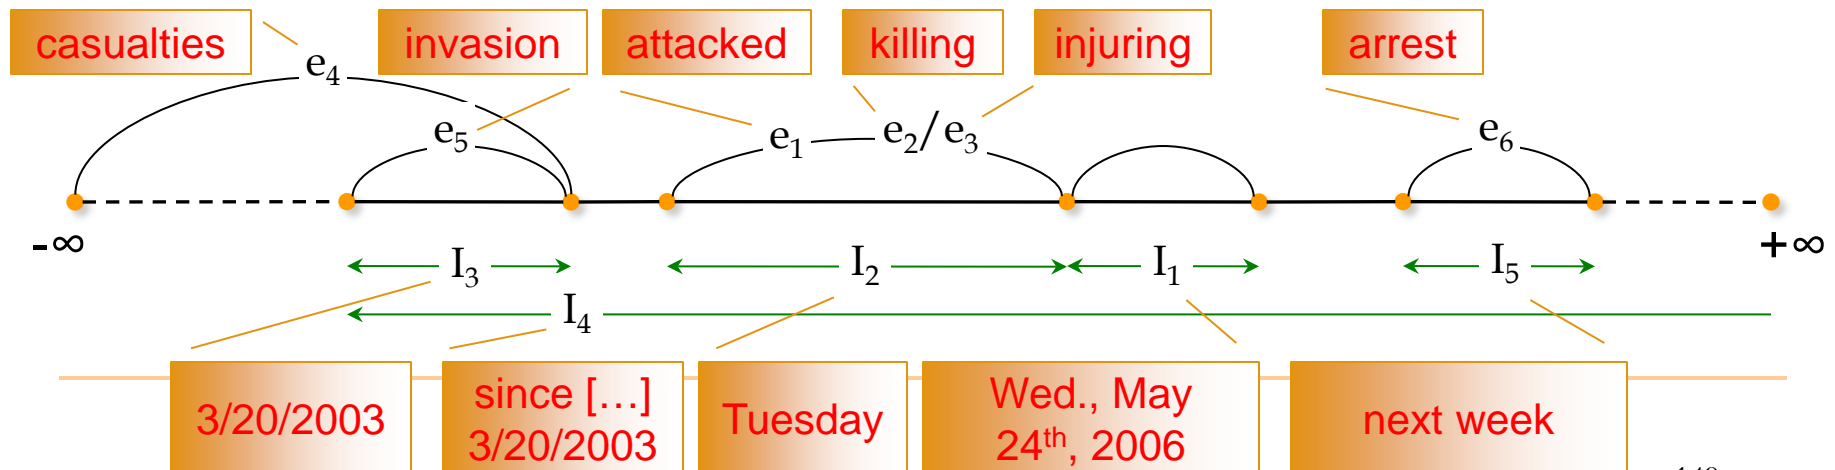 casualties
invasion
attacked
killing
injuring
arrest
e₄
e₅
e₁
e₂/e₃
e₆
-∞
+∞
I₃
I₂
I₁
I₅
I₄
3/20/2003
since […]
3/20/2003
Tuesday
Wed., May
24th, 2006
next week